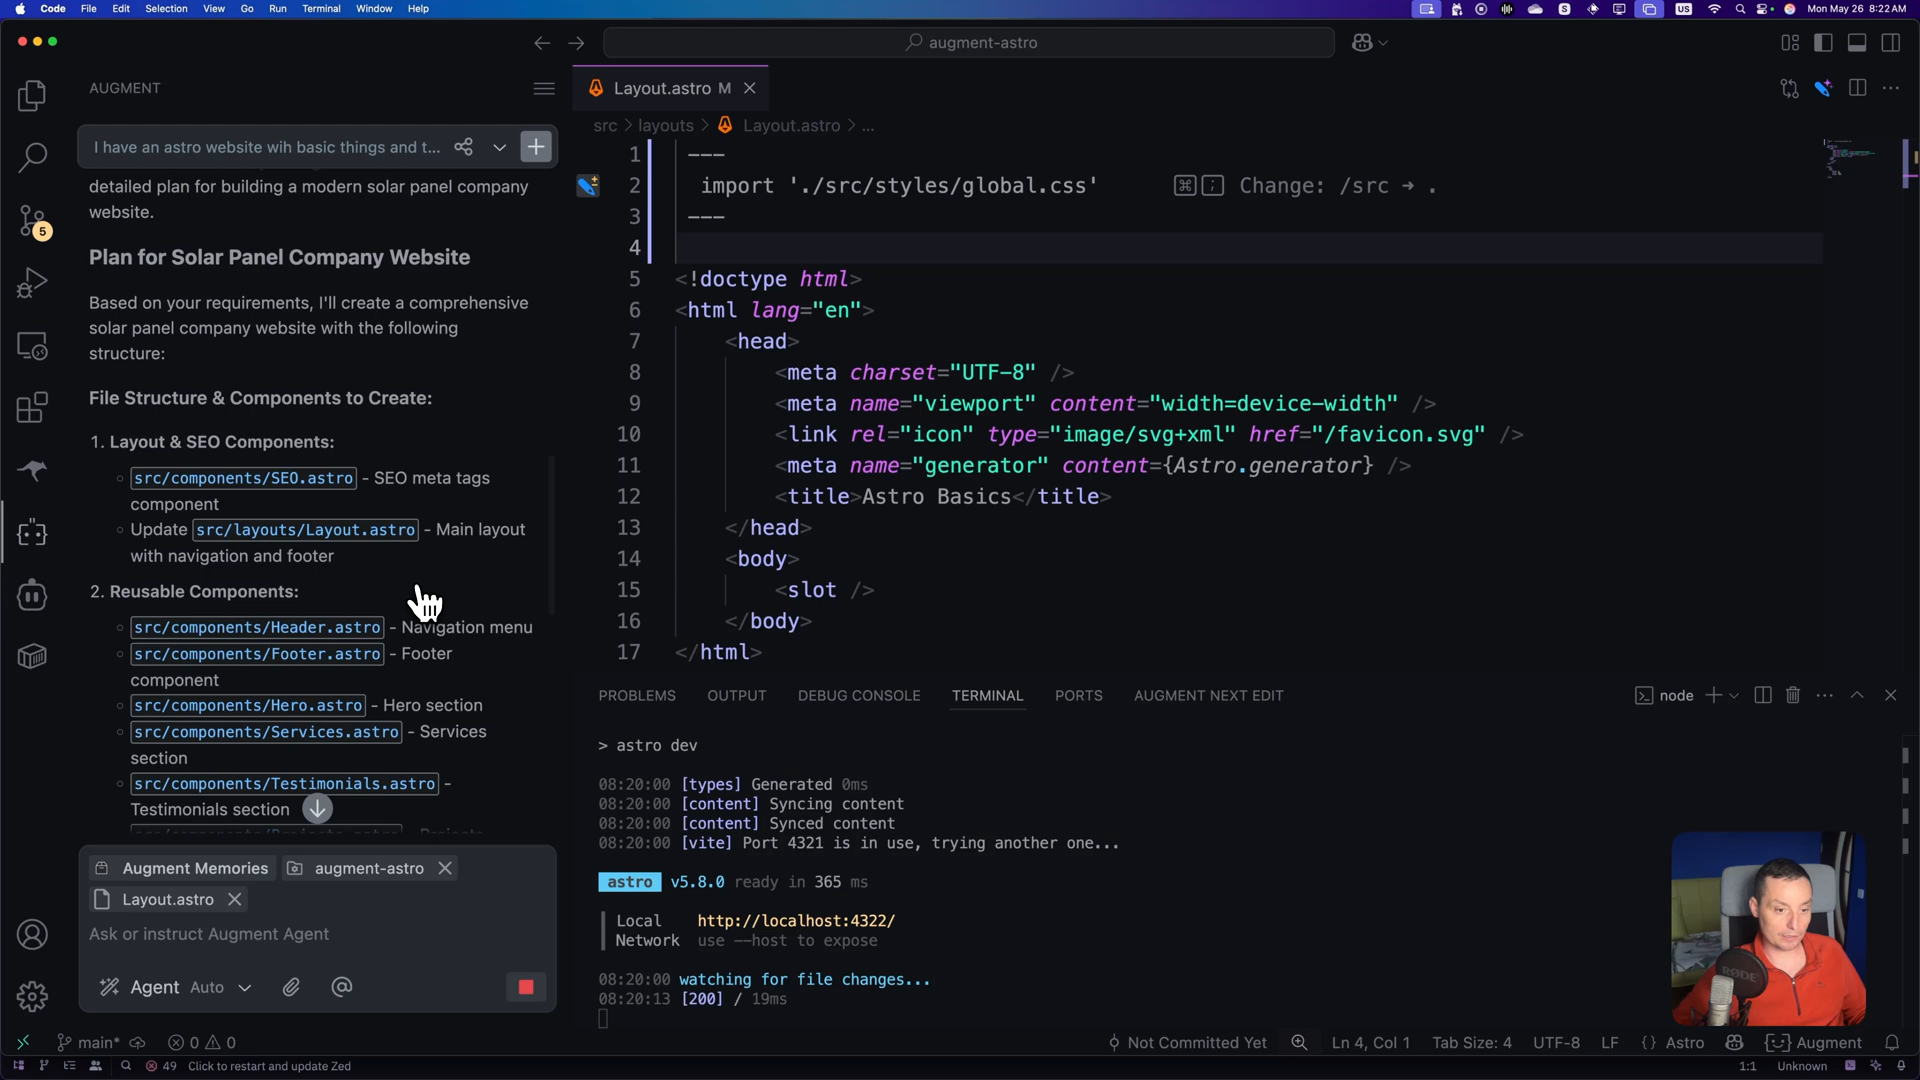 Code File Edit Selection View Go Run Terminal Window Help
US Mon May 26 8:22 AM
augment-astro
AUGMENT
I have an astro website wih basic things and t...
detailed plan for building a modern solar panel company
website.
Plan for Solar Panel Company Website
Based on your requirements, I'll create a comprehensive
solar panel company website with the following
structure:
File Structure & Components to Create:
1. Layout & SEO Components:
src/components/SEO.astro - SEO meta tags
component
Update src/layouts/Layout.astro - Main layout
with navigation and footer
2. Reusable Components:
src/components/Header.astro - Navigation menu
src/components/Footer.astro - Footer
component
src/components/Hero.astro - Hero section
src/components/Services.astro - Services
section
src/components/Testimonials.astro -
Testimonials section
5
Augment Memories augment-astro
Layout.astro
Ask or instruct Augment Agent
Agent Auto
Layout.astro M
src > layouts > Layout.astro > ...
1 ---
2 import './src/styles/global.css' ⌘ ; Change: /src → .
3 ---
4
5 <!doctype html>
6 <html lang="en">
7 <head>
8 <meta charset="UTF-8" />
9 <meta name="viewport" content="width=device-width" />
10 <link rel="icon" type="image/svg+xml" href="/favicon.svg" />
11 <meta name="generator" content={Astro.generator} />
12 <title>Astro Basics</title>
13 </head>
14 <body>
15 <slot />
16 </body>
17 </html>
PROBLEMS OUTPUT DEBUG CONSOLE TERMINAL PORTS AUGMENT NEXT EDIT
node
> astro dev
08:20:00 [types] Generated 0ms
08:20:00 [content] Syncing content
08:20:00 [content] Synced content
08:20:00 [vite] Port 4321 is in use, trying another one...
astro v5.8.0 ready in 365 ms
Local http://localhost:4322/
Network use --host to expose
08:20:00 watching for file changes...
08:20:13 [200] / 19ms
RØDE
main* 0 0
Not Committed Yet Ln 4, Col 1 Tab Size: 4 UTF-8 LF {} Astro Augment
49 Click to restart and update Zed
1:1 Unknown